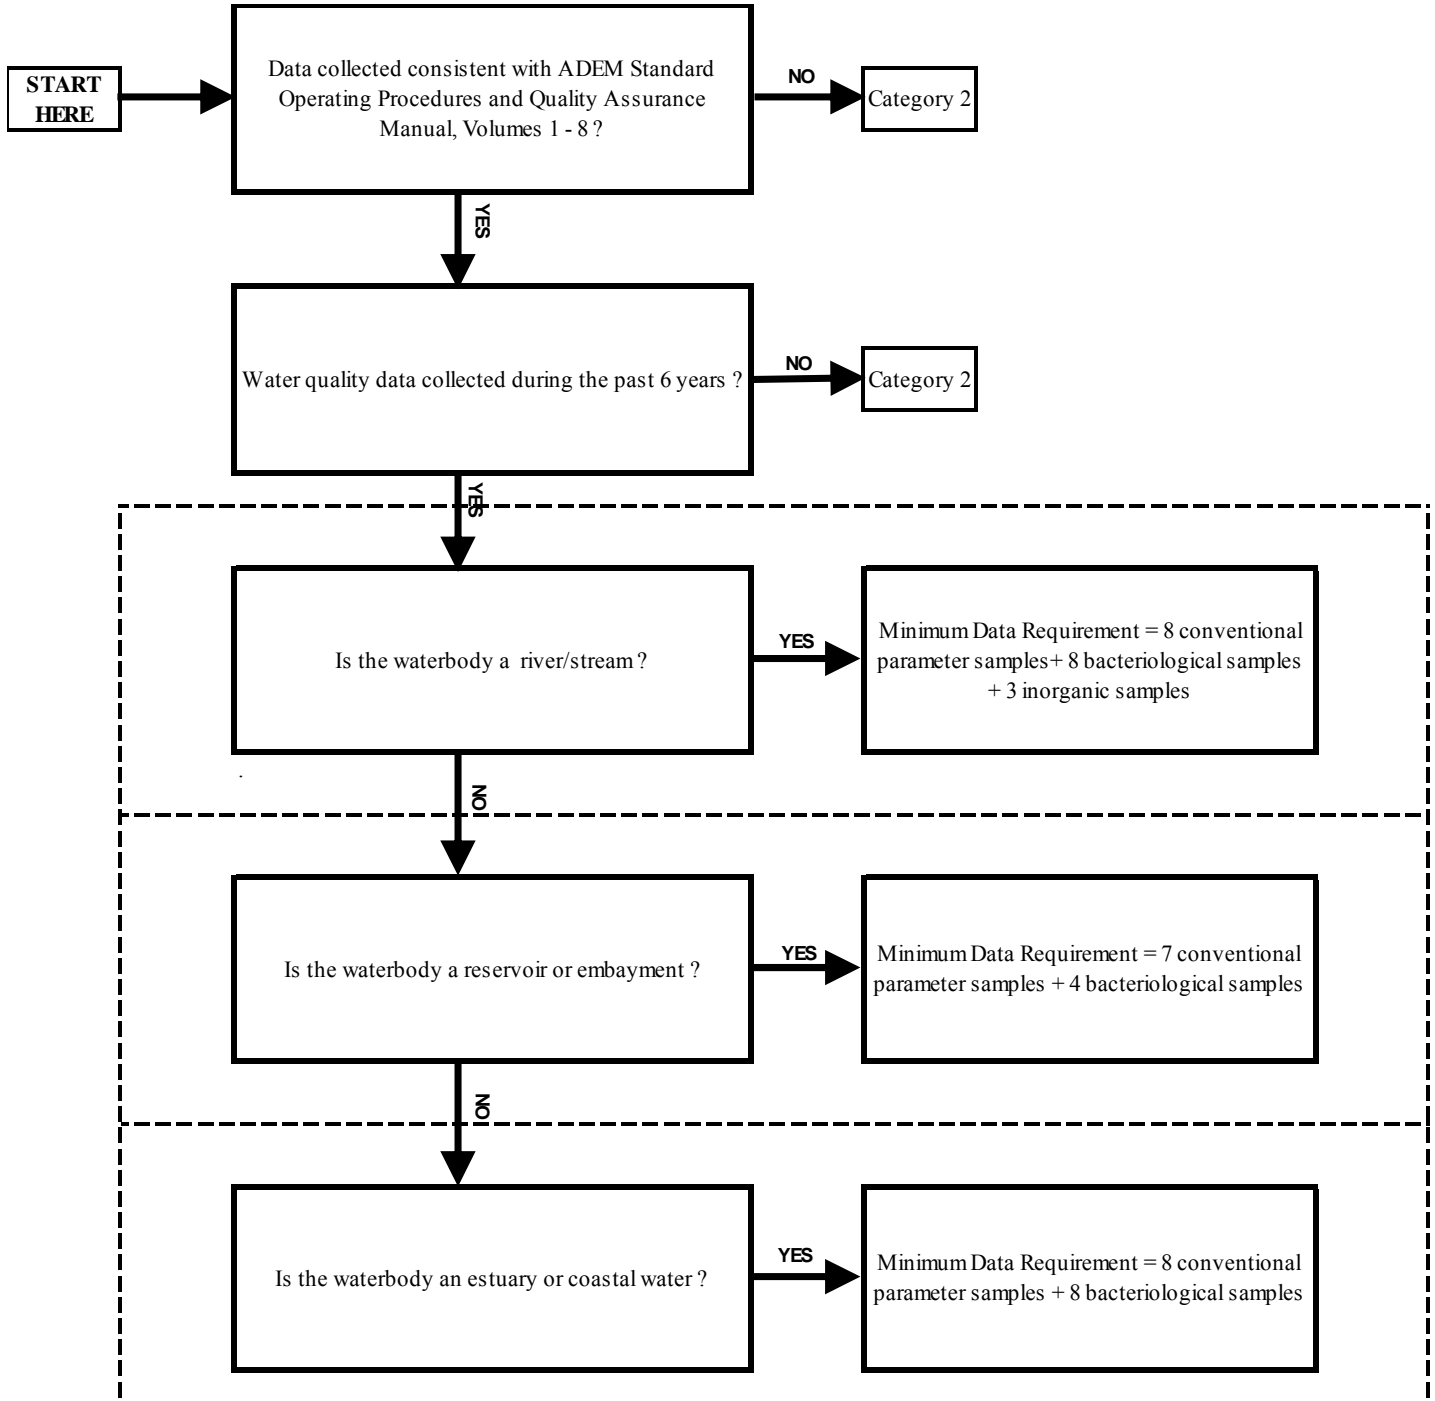 START
HERE
Data collected consistent with ADEM Standard
Operating Procedures and Quality Assurance
Manual, Volumes 1 - 8 ?
NO
Category 2
YES
Water quality data collected during the past 6 years ?
NO
Category 2
YES
Is the waterbody a river/stream ?
YES
Minimum Data Requirement = 8 conventional
parameter samples+ 8 bacteriological samples
+ 3 inorganic samples
NO
Is the waterbody a reservoir or embayment ?
YES
Minimum Data Requirement = 7 conventional
parameter samples + 4 bacteriological samples
NO
Is the waterbody an estuary or coastal water ?
YES
Minimum Data Requirement = 8 conventional
parameter samples + 8 bacteriological samples